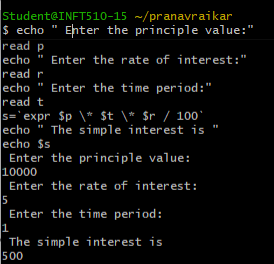 Student@INFT510-15 ~/pranavraikar
$ echo " Enter the principle value:"
read p
echo " Enter the rate of interest:"
read r
echo " Enter the time period:"
read t
s=`expr $p \* $t \* $r / 100`
echo " The simple interest is "
echo $s
 Enter the principle value:
10000
 Enter the rate of interest:
5
 Enter the time period:
1
 The simple interest is
500